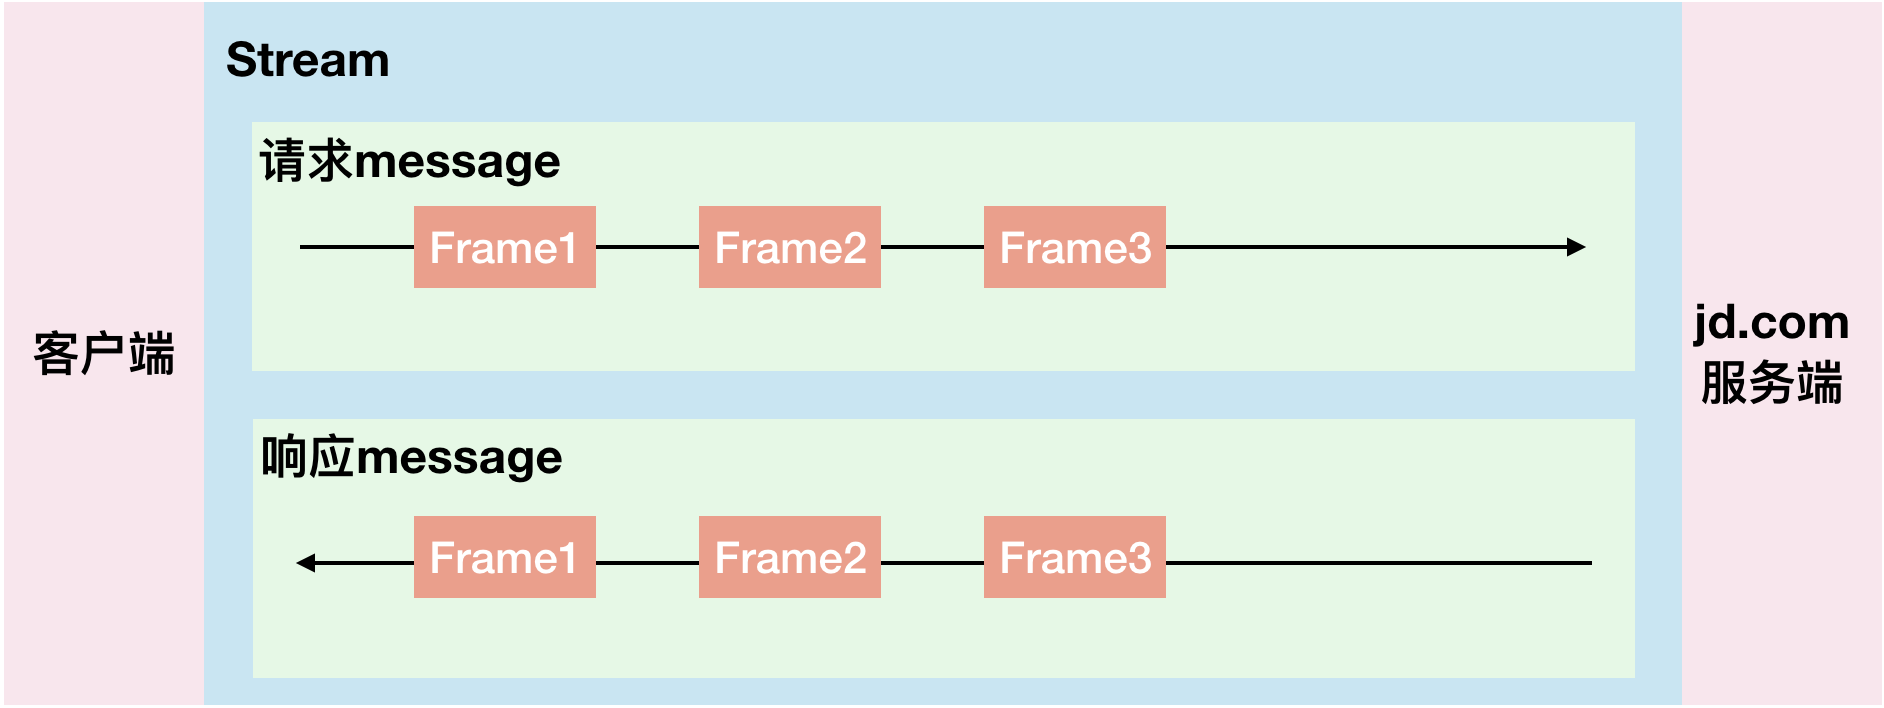 Stream
请求message
Frame1 Frame2 Frame3
客户端
jd.com
服务端
响应message
Frame1 Frame2 Frame3